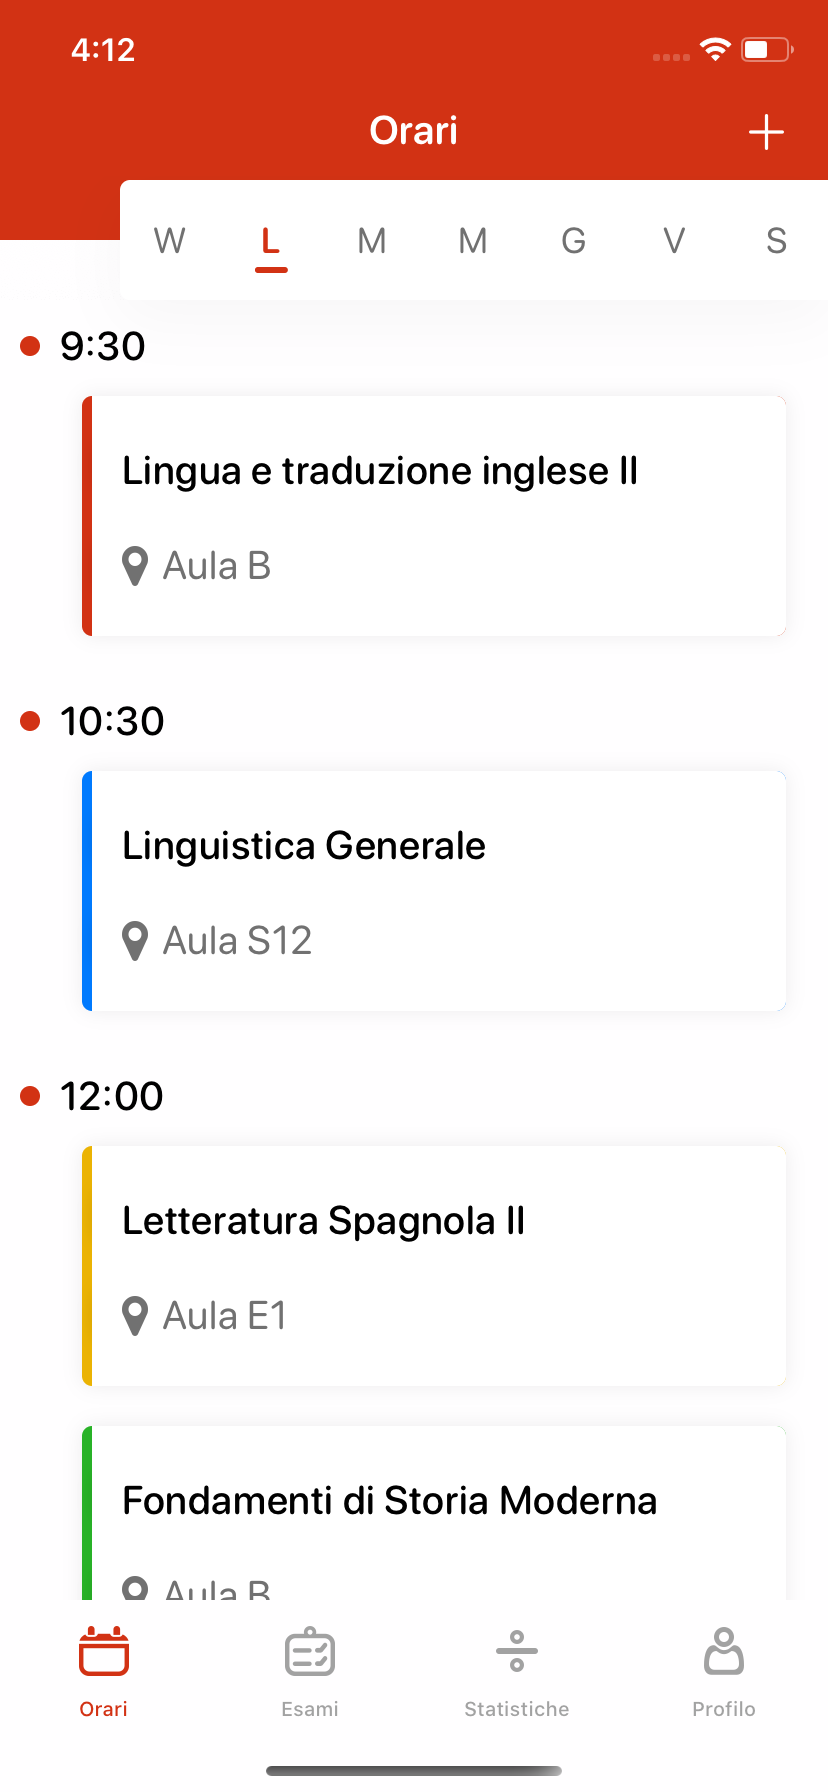 4:12
Orari
W L M M G V S
9:30
Lingua e traduzione inglese II
Aula B
10:30
Linguistica Generale
Aula S12
12:00
Letteratura Spagnola II
Aula E1
Fondamenti di Storia Moderna
Aula B
Orari Esami Statistiche Profilo